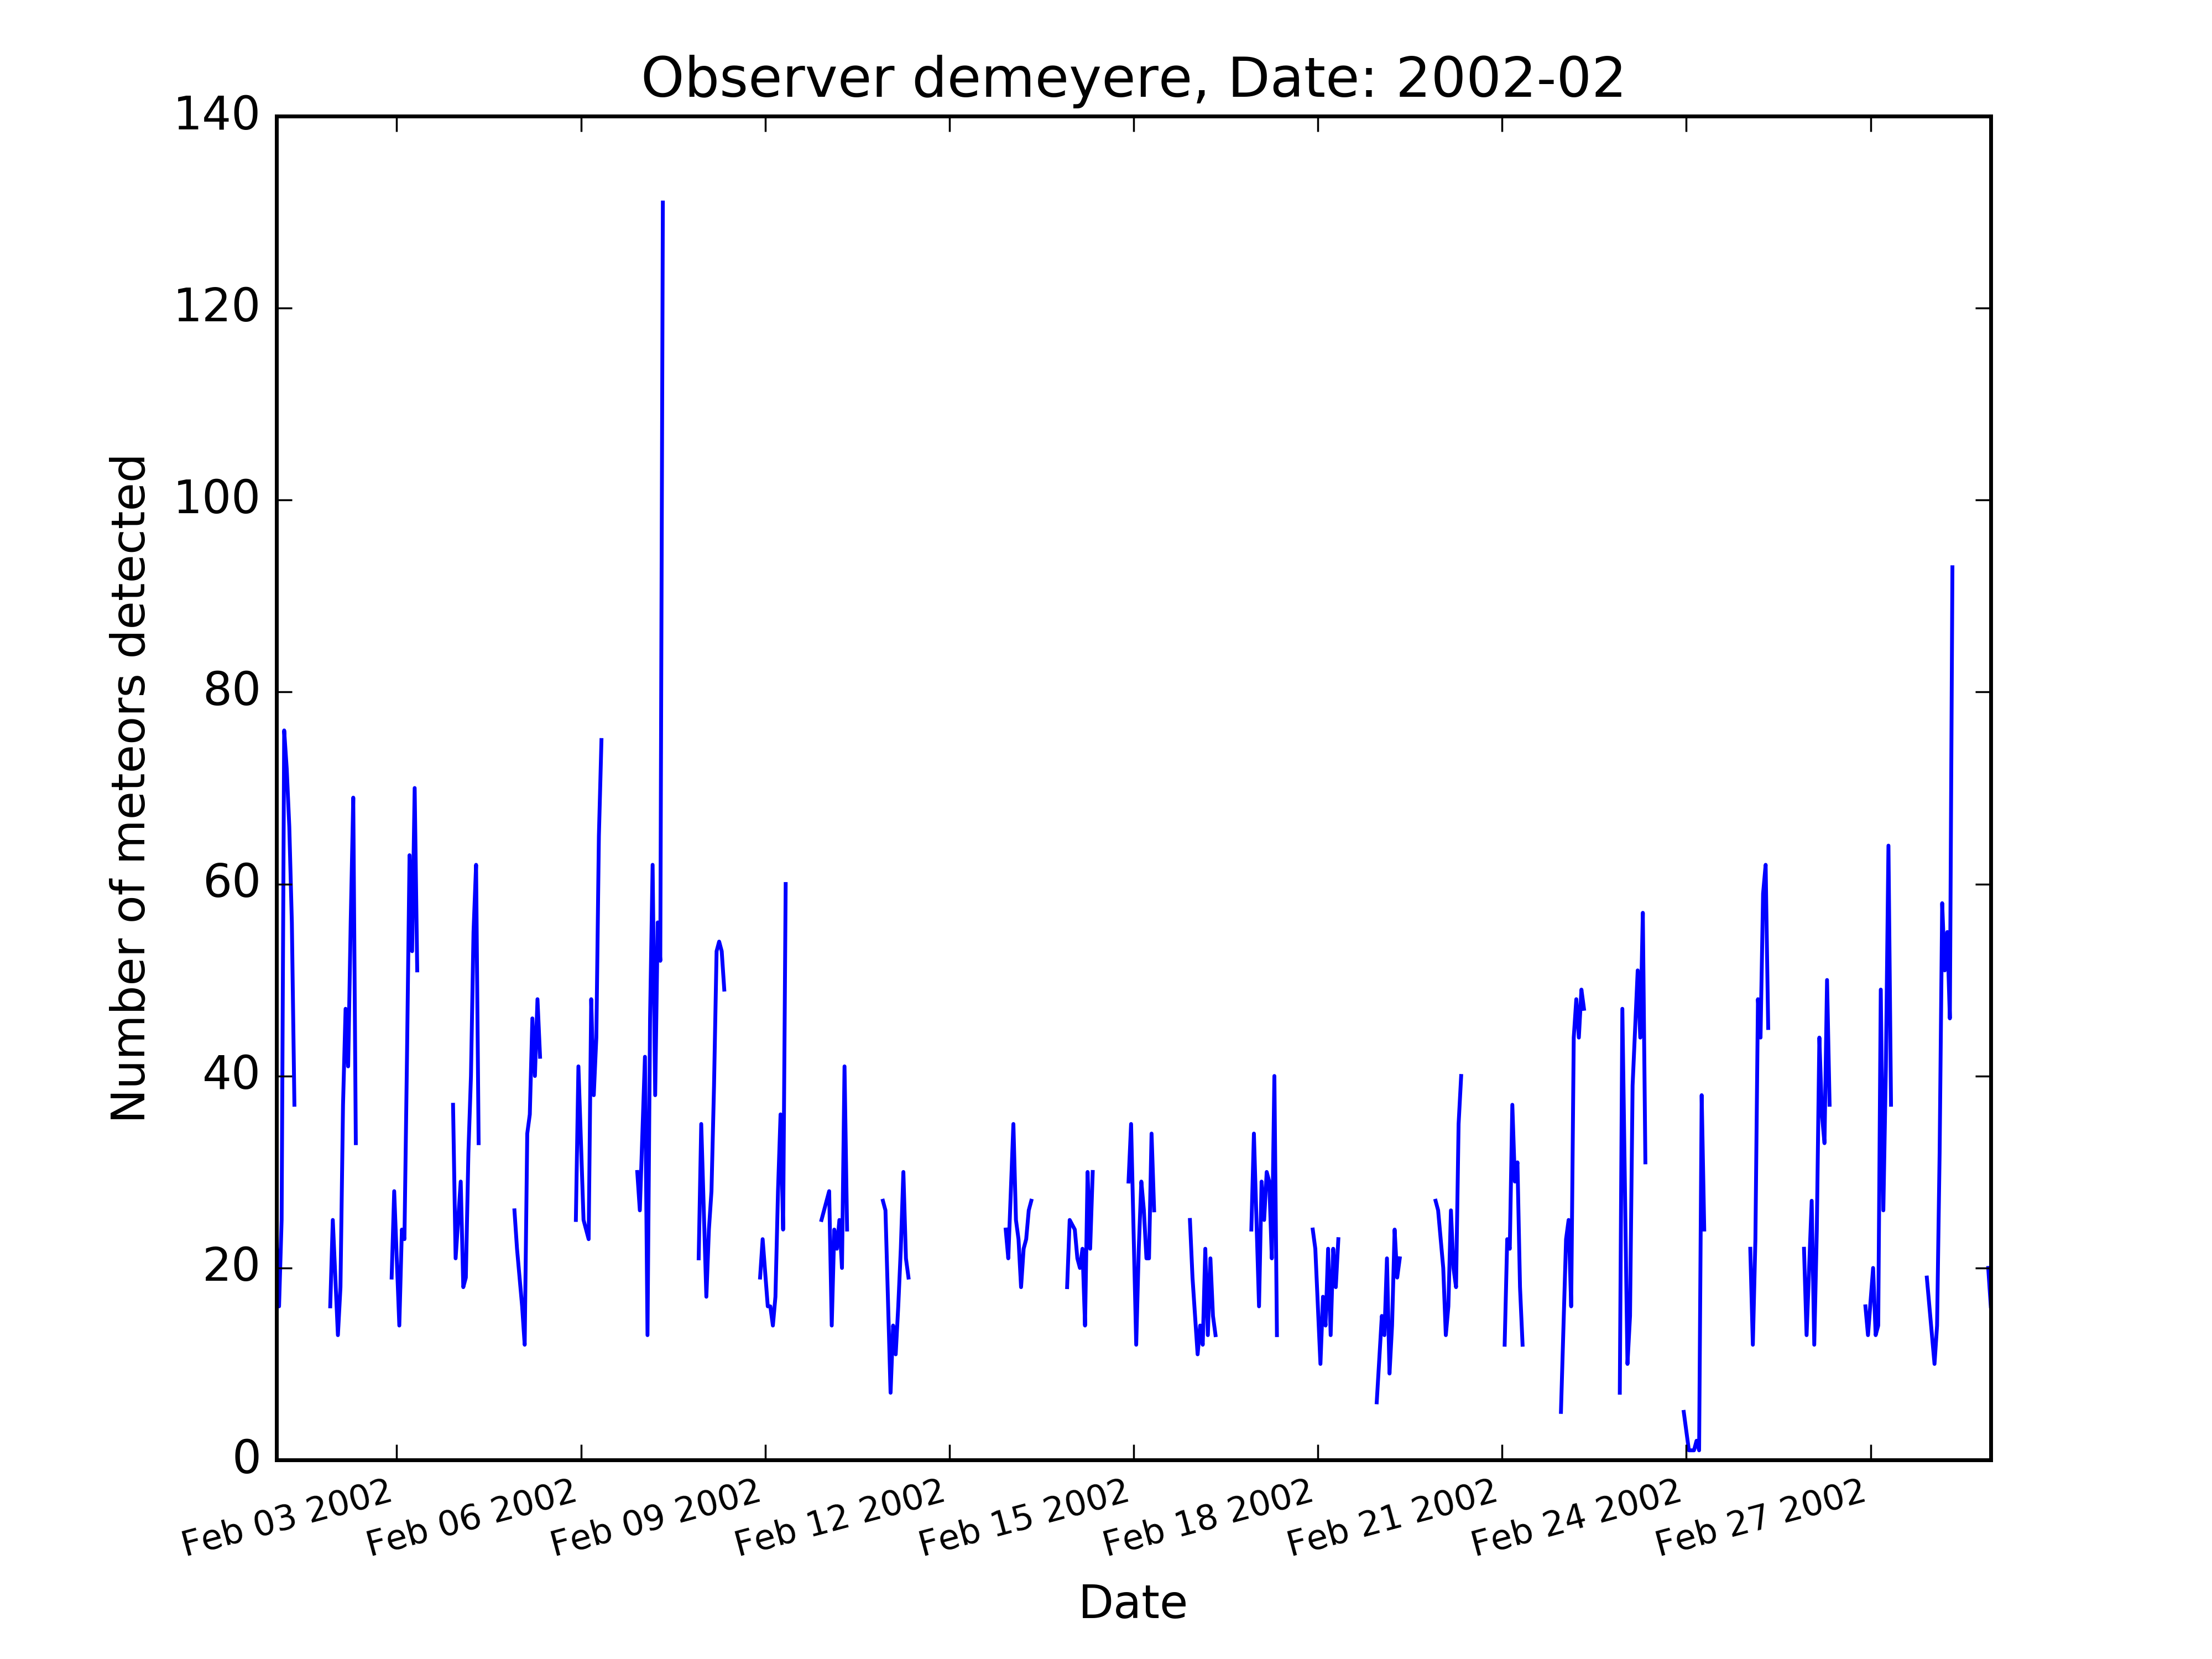 Observer demeyere, Date: 2002-02
140
120
100
80
60
40
20
0
Number of meteors detected
Feb 03 2002
Feb 06 2002
Feb 09 2002
Feb 12 2002
Feb 15 2002
Feb 18 2002
Feb 21 2002
Feb 24 2002
Feb 27 2002
Date